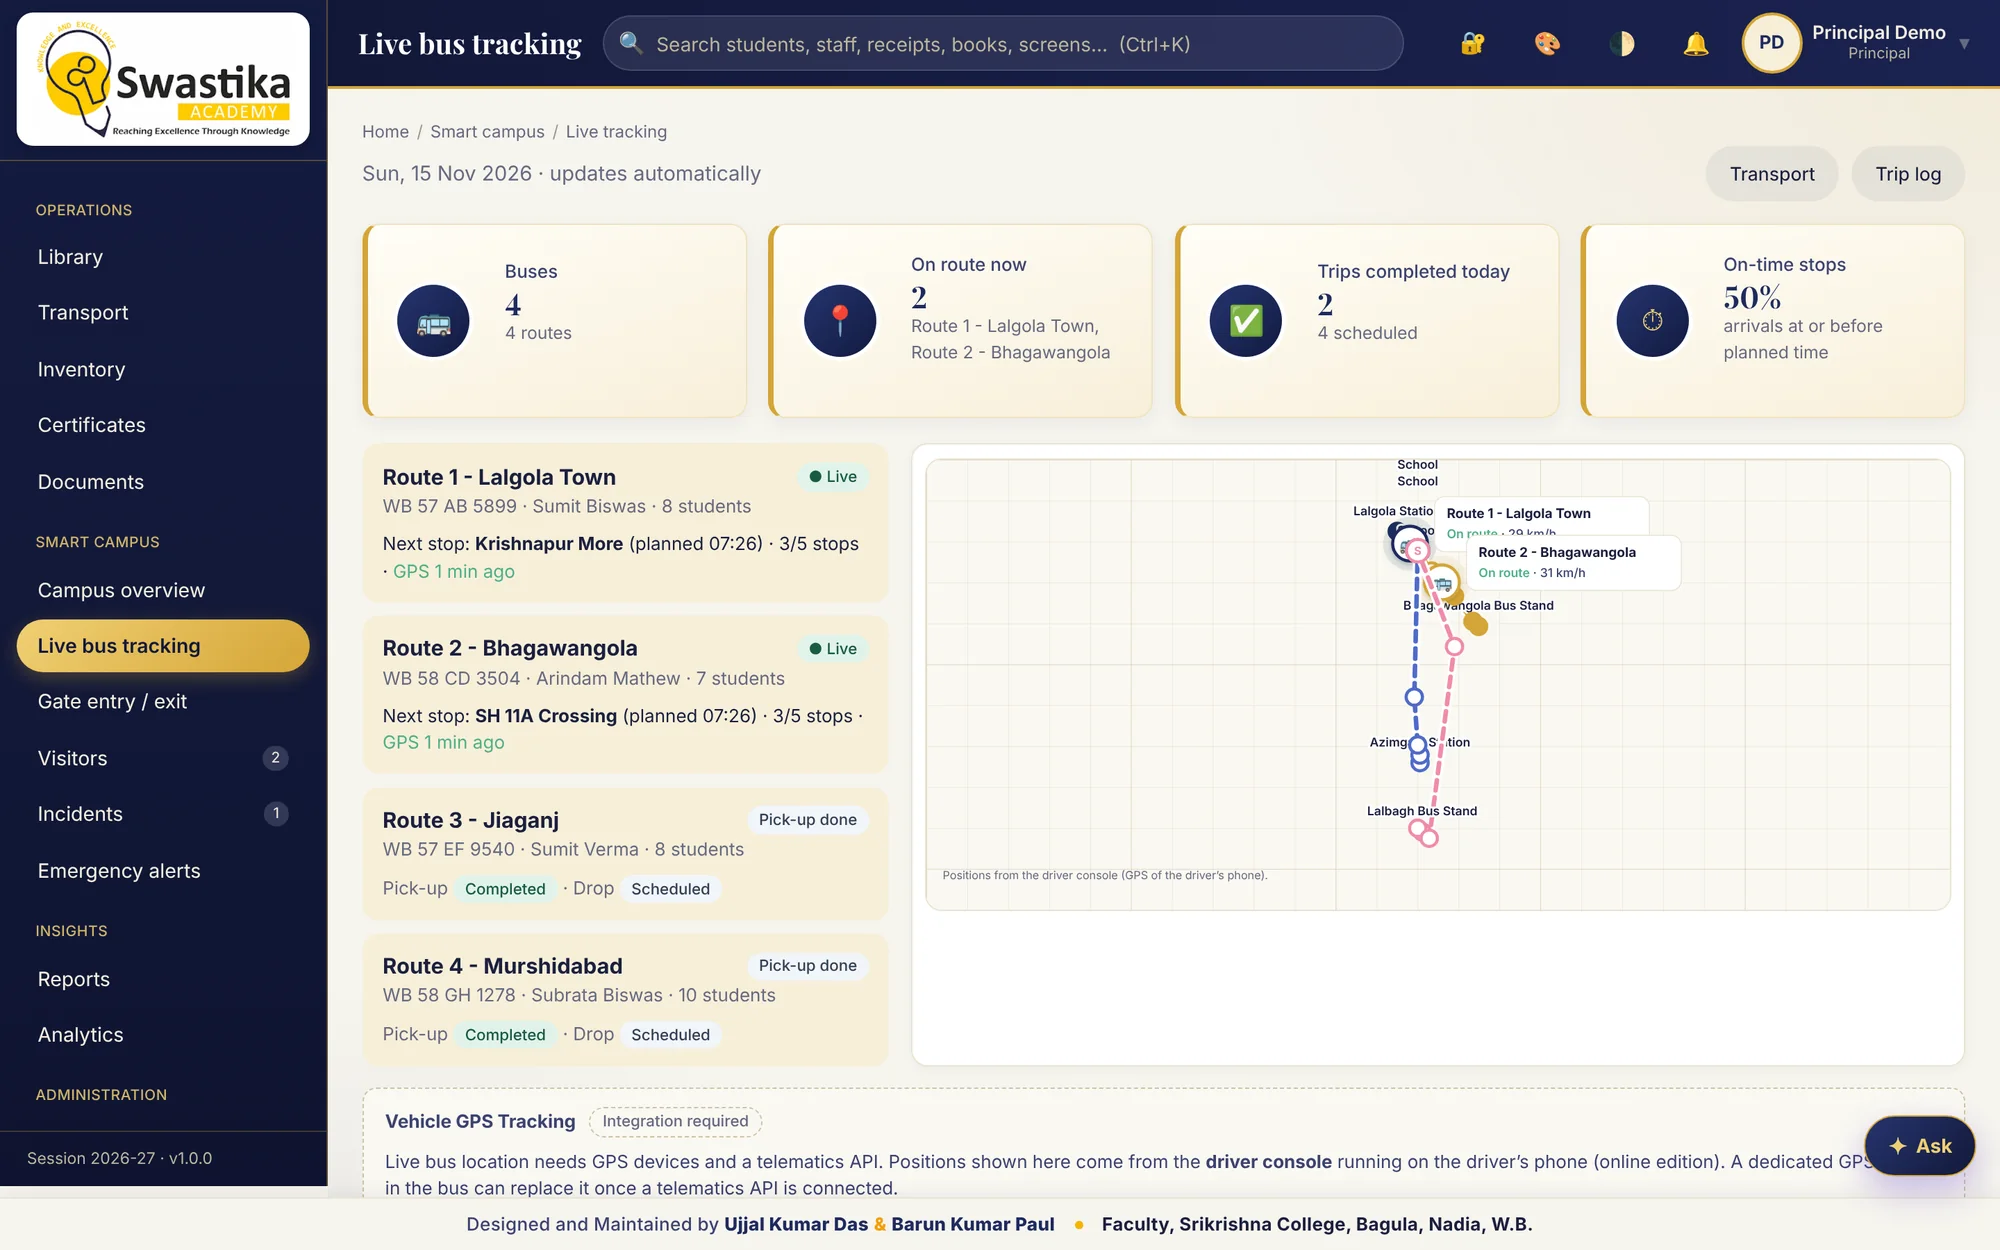 KNOWLEDGE AND EXCELLENCE
Swastika
ACADEMY
Reaching Excellence Through Knowledge
OPERATIONS
Library
Transport
Inventory
Certificates
Documents
SMART CAMPUS
Campus overview
Live bus tracking
Gate entry / exit
Visitors 2
Incidents 1
Emergency alerts
INSIGHTS
Reports
Analytics
ADMINISTRATION
Session 2026-27 · v1.0.0
Live bus tracking
Search students, staff, receipts, books, screens... (Ctrl+K)
PD
Principal Demo
Principal
Home / Smart campus / Live tracking
Sun, 15 Nov 2026 · updates automatically
Transport
Trip log
Buses
4
4 routes
On route now
2
Route 1 - Lalgola Town,
Route 2 - Bhagawangola
Trips completed today
2
4 scheduled
On-time stops
50%
arrivals at or before
planned time
Route 1 - Lalgola Town
Live
WB 57 AB 5899 · Sumit Biswas · 8 students
Next stop: Krishnapur More (planned 07:26) · 3/5 stops
· GPS 1 min ago
Route 2 - Bhagawangola
Live
WB 58 CD 3504 · Arindam Mathew · 7 students
Next stop: SH 11A Crossing (planned 07:26) · 3/5 stops ·
GPS 1 min ago
Route 3 - Jiaganj
Pick-up done
WB 57 EF 9540 · Sumit Verma · 8 students
Pick-up Completed · Drop Scheduled
Route 4 - Murshidabad
Pick-up done
WB 58 GH 1278 · Subrata Biswas · 10 students
Pick-up Completed · Drop Scheduled
School
School
Lalgola Statio
Route 1 - Lalgola Town
On route · 29 km/h
S
Route 2 - Bhagawangola
On route · 31 km/h
Bhagawangola Bus Stand
Lalbagh Bus Stand
Positions from the driver console (GPS of the driver's phone).
Vehicle GPS Tracking
Integration required
Live bus location needs GPS devices and a telematics API. Positions shown here come from the driver console running on the driver's phone (online edition). A dedicated GPS
in the bus can replace it once a telematics API is connected.
Ask
Designed and Maintained by Ujjal Kumar Das & Barun Kumar Paul • Faculty, Srikrishna College, Bagula, Nadia, W.B.